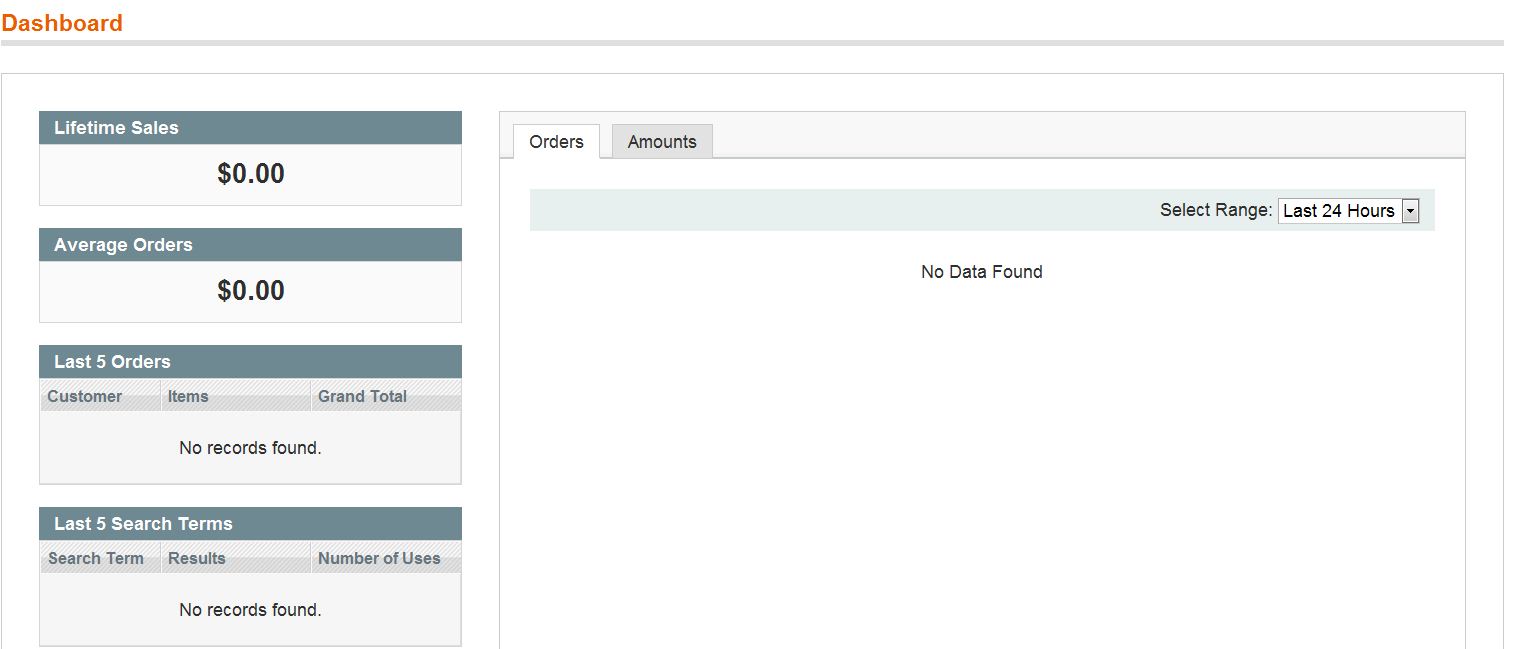 Dashboard
Lifetime Sales
$0.00
Average Orders
$0.00
Last 5 Orders
Customer Items Grand Total
No records found.
Last 5 Search Terms
Search Term Results Number of Uses
No records found.
Orders Amounts
Select Range: Last 24 Hours
No Data Found